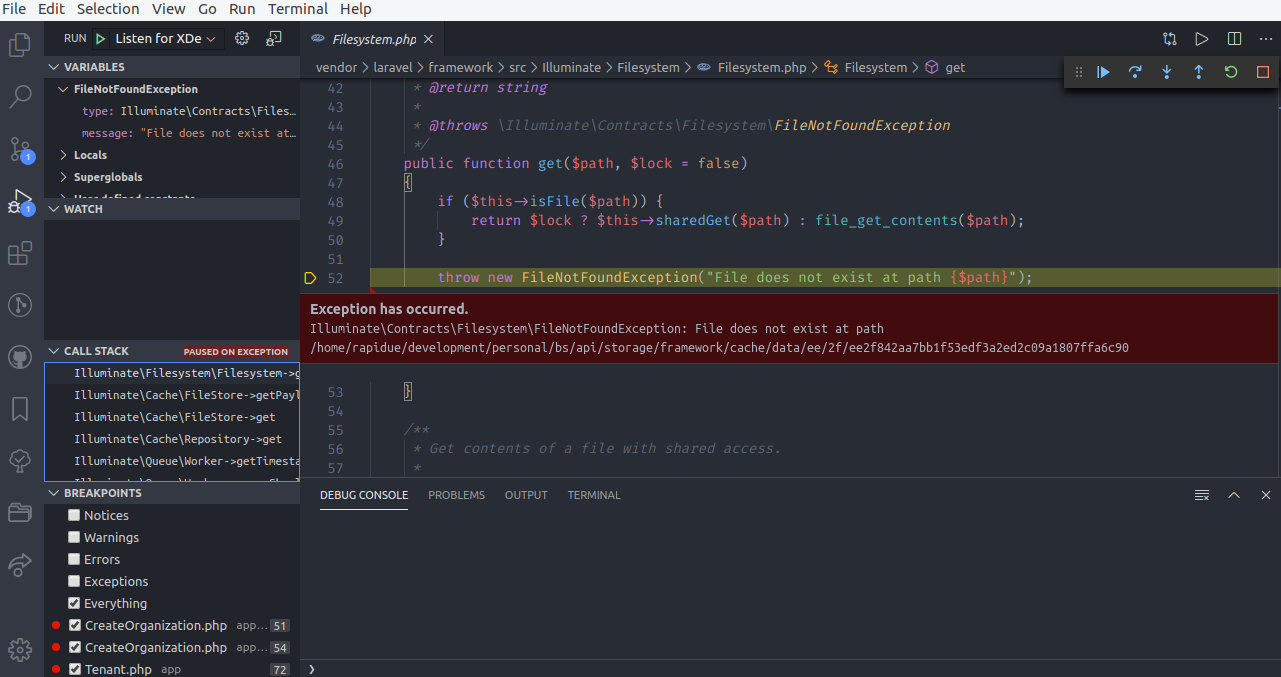 File Edit Selection View Go Run Terminal Help
RUN Listen for XDe
VARIABLES
FileNotFoundException
type: Illuminate\Contracts\Files…
message: "File does not exist at…
Locals
Superglobals
WATCH
CALL STACK PAUSED ON EXCEPTION
Illuminate\Filesystem\Filesystem->g
Illuminate\Cache\FileStore->getPayl
Illuminate\Cache\FileStore->get
Illuminate\Cache\Repository->get
Illuminate\Queue\Worker->getTimesta
BREAKPOINTS
Notices
Warnings
Errors
Exceptions
Everything
CreateOrganization.php app… 51
CreateOrganization.php app… 54
Tenant.php app 72
1
1
Filesystem.php
vendor > laravel > framework > src > Illuminate > Filesystem > Filesystem.php > Filesystem > get
42 * @return string
43 *
44 * @throws \Illuminate\Contracts\Filesystem\FileNotFoundException
45 */
46 public function get($path, $lock = false)
47 {
48 if ($this->isFile($path)) {
49 return $lock ? $this->sharedGet($path) : file_get_contents($path);
50 }
51
52 throw new FileNotFoundException("File does not exist at path {$path}");
Exception has occurred.
Illuminate\Contracts\Filesystem\FileNotFoundException: File does not exist at path
/home/rapidue/development/personal/bs/api/storage/framework/cache/data/ee/2f/ee2f842aa7bb1f53edf3a2ed2c09a1807ffa6c90
53 }
54
55 /**
56 * Get contents of a file with shared access.
57 *
DEBUG CONSOLE PROBLEMS OUTPUT TERMINAL